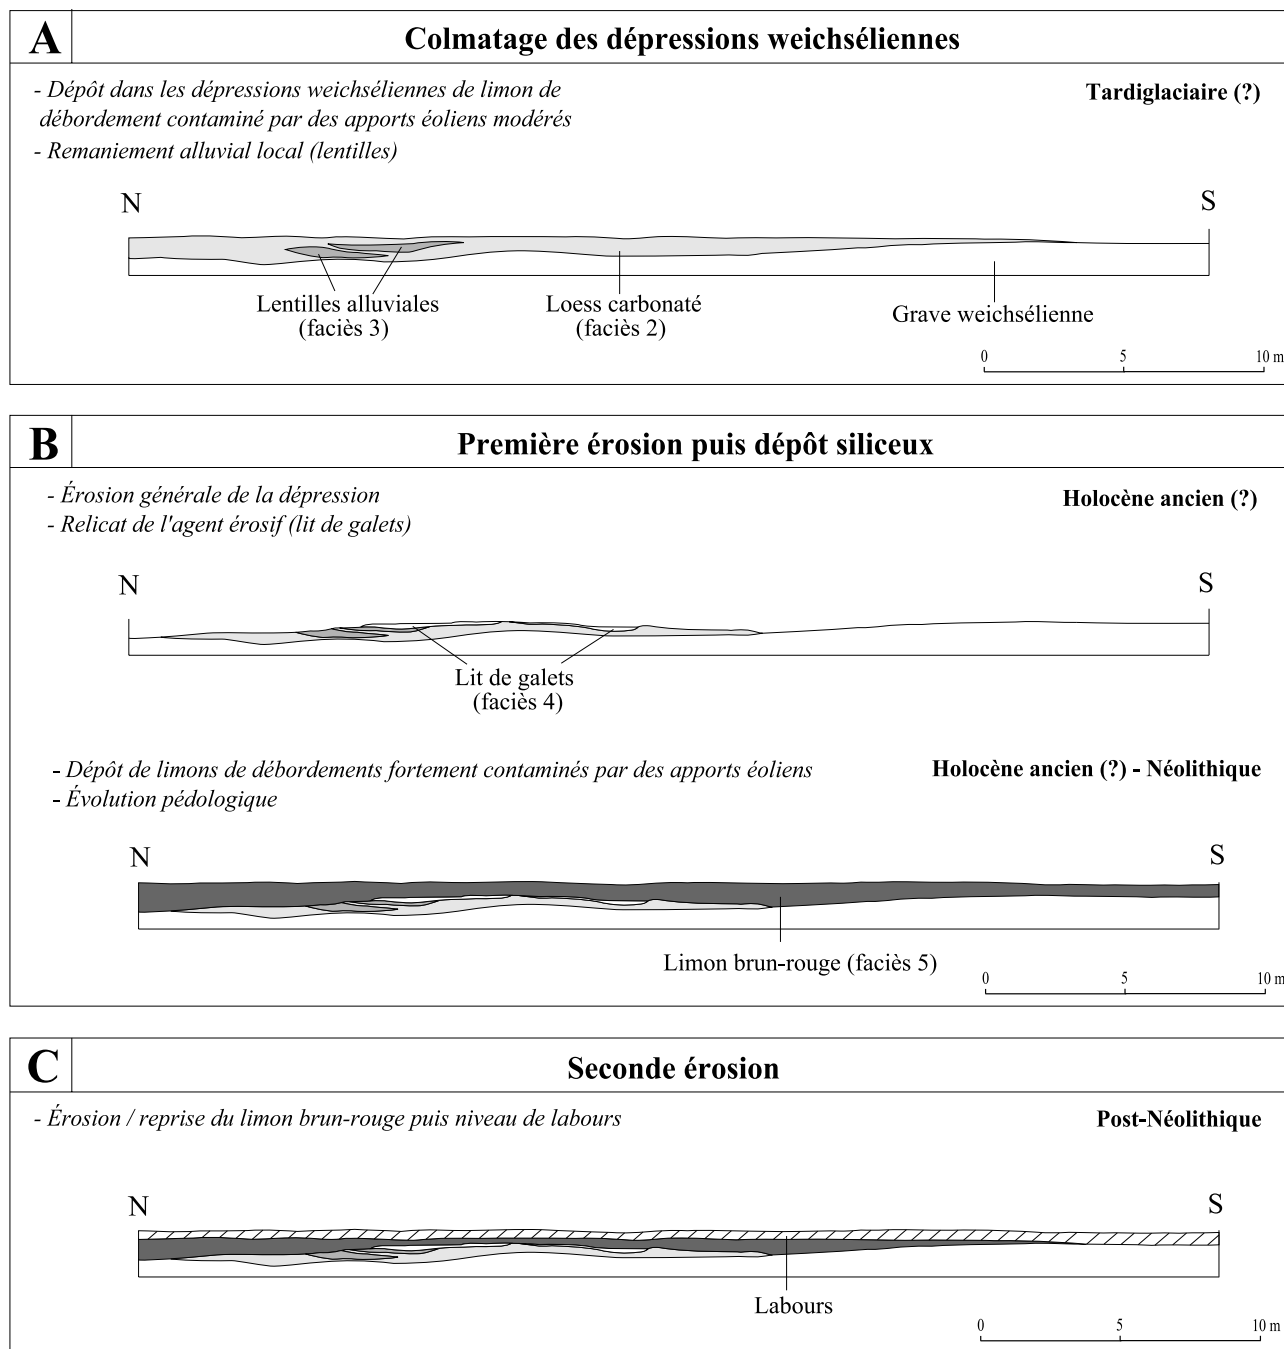 A
Colmatage des dépressions weichséliennes
- Dépôt dans les dépressions weichséliennes de limon de
débordement contaminé par des apports éoliens modérés
- Remaniement alluvial local (lentilles)
Tardiglaciaire (?)
N
S
Lentilles alluviales
(faciès 3)
Loess carbonaté
(faciès 2)
Grave weichsélienne
0 5 10 m
B
Première érosion puis dépôt siliceux
- Érosion générale de la dépression
- Relicat de l'agent érosif (lit de galets)
Holocène ancien (?)
N
S
Lit de galets
(faciès 4)
- Dépôt de limons de débordements fortement contaminés par des apports éoliens
- Évolution pédologique
Holocène ancien (?) - Néolithique
N
S
Limon brun-rouge (faciès 5)
0 5 10 m
C
Seconde érosion
- Érosion / reprise du limon brun-rouge puis niveau de labours
Post-Néolithique
N
S
Labours
0 5 10 m